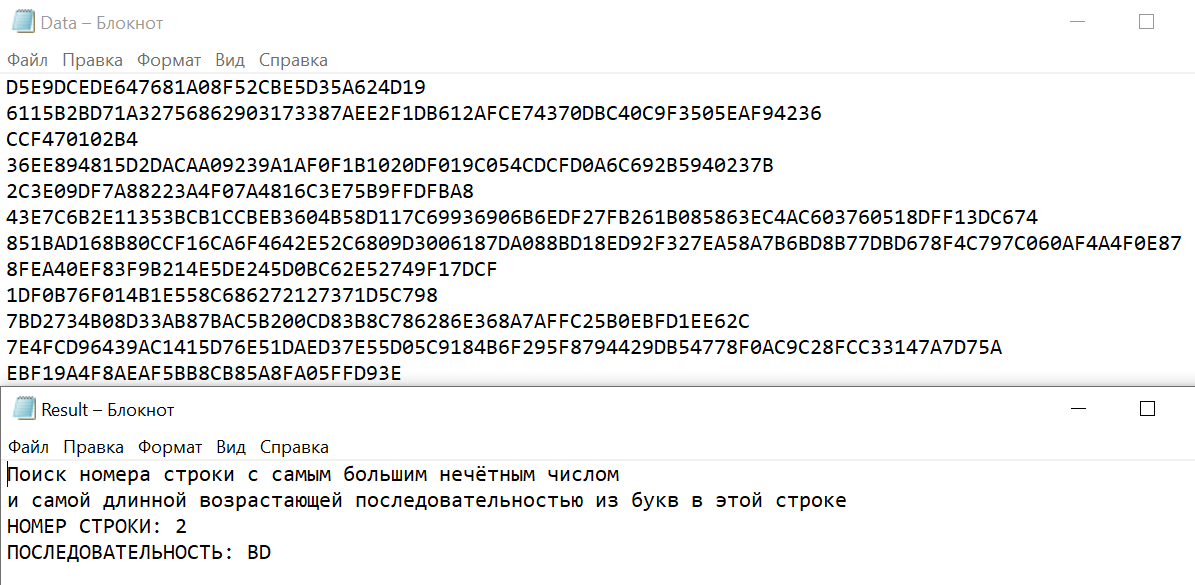 Data – Блокнот
Файл Правка Формат Вид Справка
D5E9DCEDE647681A08F52CBE5D35A624D19
6115B2BD71A32756862903173387AEE2F1DB612AFCE74370DBC40C9F3505EAF94236
CCF470102B4
36EE894815D2DACAA09239A1AF0F1B1020DF019C054CDCFD0A6C692B5940237B
2C3E09DF7A88223A4F07A4816C3E75B9FFDFBA8
43E7C6B2E11353BCB1CCBEB3604B58D117C69936906B6EDF27FB261B085863EC4AC603760518DFF13DC674
851BAD168B80CCF16CA6F4642E52C6809D3006187DA088BD18ED92F327EA58A7B6BD8B77DBD678F4C797C060AF4A4F0E87
8FEA40EF83F9B214E5DE245D0BC62E52749F17DCF
1DF0B76F014B1E558C686272127371D5C798
7BD2734B08D33AB87BAC5B200CD83B8C786286E368A7AFFC25B0EBFD1EE62C
7E4FCD96439AC1415D76E51DAED37E55D05C9184B6F295F8794429DB54778F0AC9C28FCC33147A7D75A
EBF19A4F8AEAF5BB8CB85A8FA05FFD93E
Result – Блокнот
Файл Правка Формат Вид Справка
Поиск номера строки с самым большим нечётным числом
и самой длинной возрастающей последовательностью из букв в этой строке
НОМЕР СТРОКИ: 2
ПОСЛЕДОВАТЕЛЬНОСТЬ: BD